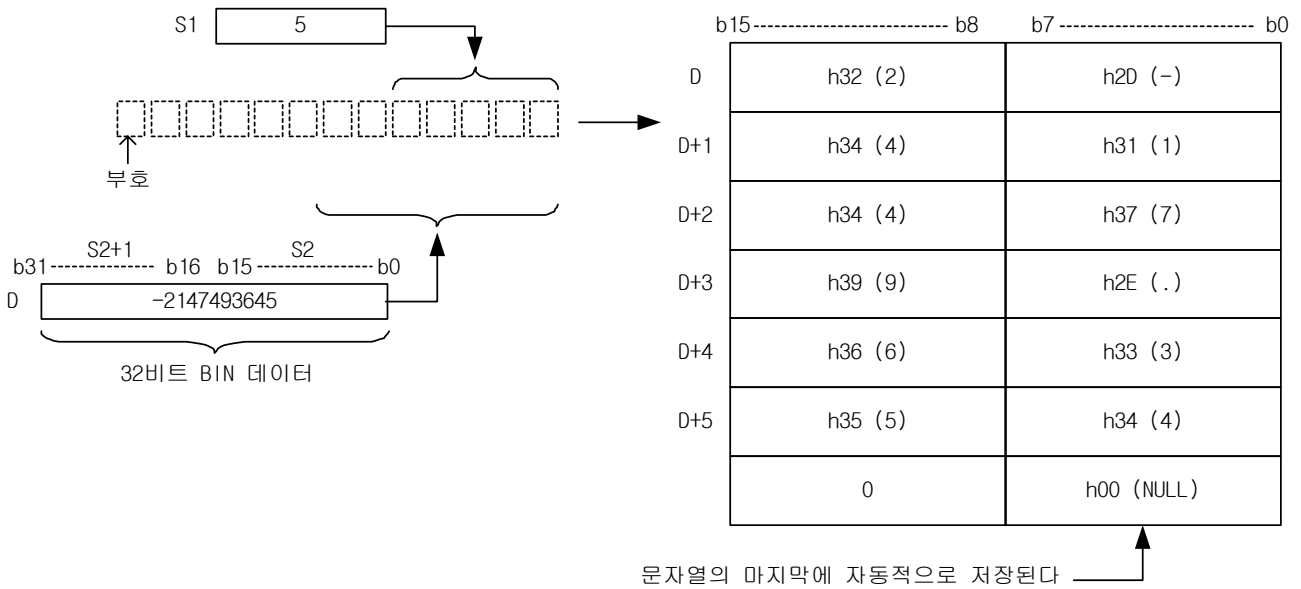 S1 5
부호
S2+1 S2
b31 b16 b15 b0
D -2147493645
32비트 BIN 데이터
b15 b8 b7 b0
D h32 (2) h2D (-)
D+1 h34 (4) h31 (1)
D+2 h34 (4) h37 (7)
D+3 h39 (9) h2E (.)
D+4 h36 (6) h33 (3)
D+5 h35 (5) h34 (4)
0 h00 (NULL)
문자열의 마지막에 자동적으로 저장된다